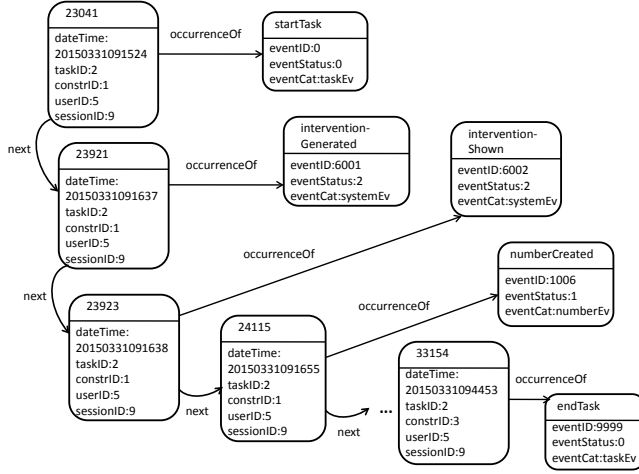 23041
dateTime:
20150331091524
taskID:2
constrID:1
userID:5
sessionID:9
occurrenceOf
startTask
eventID:0
eventStatus:0
eventCat:taskEv
next
23921
dateTime:
20150331091637
taskID:2
constrID:1
userID:5
sessionID:9
occurrenceOf
intervention-
Generated
eventID:6001
eventStatus:2
eventCat:systemEv
intervention-
Shown
eventID:6002
eventStatus:2
eventCat:systemEv
next
23923
dateTime:
20150331091638
taskID:2
constrID:1
userID:5
sessionID:9
occurrenceOf
next
24115
dateTime:
20150331091655
taskID:2
constrID:1
userID:5
sessionID:9
occurrenceOf
numberCreated
eventID:1006
eventStatus:1
eventCat:numberEv
next
...
33154
dateTime:
20150331094453
taskID:2
constrID:3
userID:5
sessionID:9
occurrenceOf
endTask
eventID:9999
eventStatus:0
eventCat:taskEv